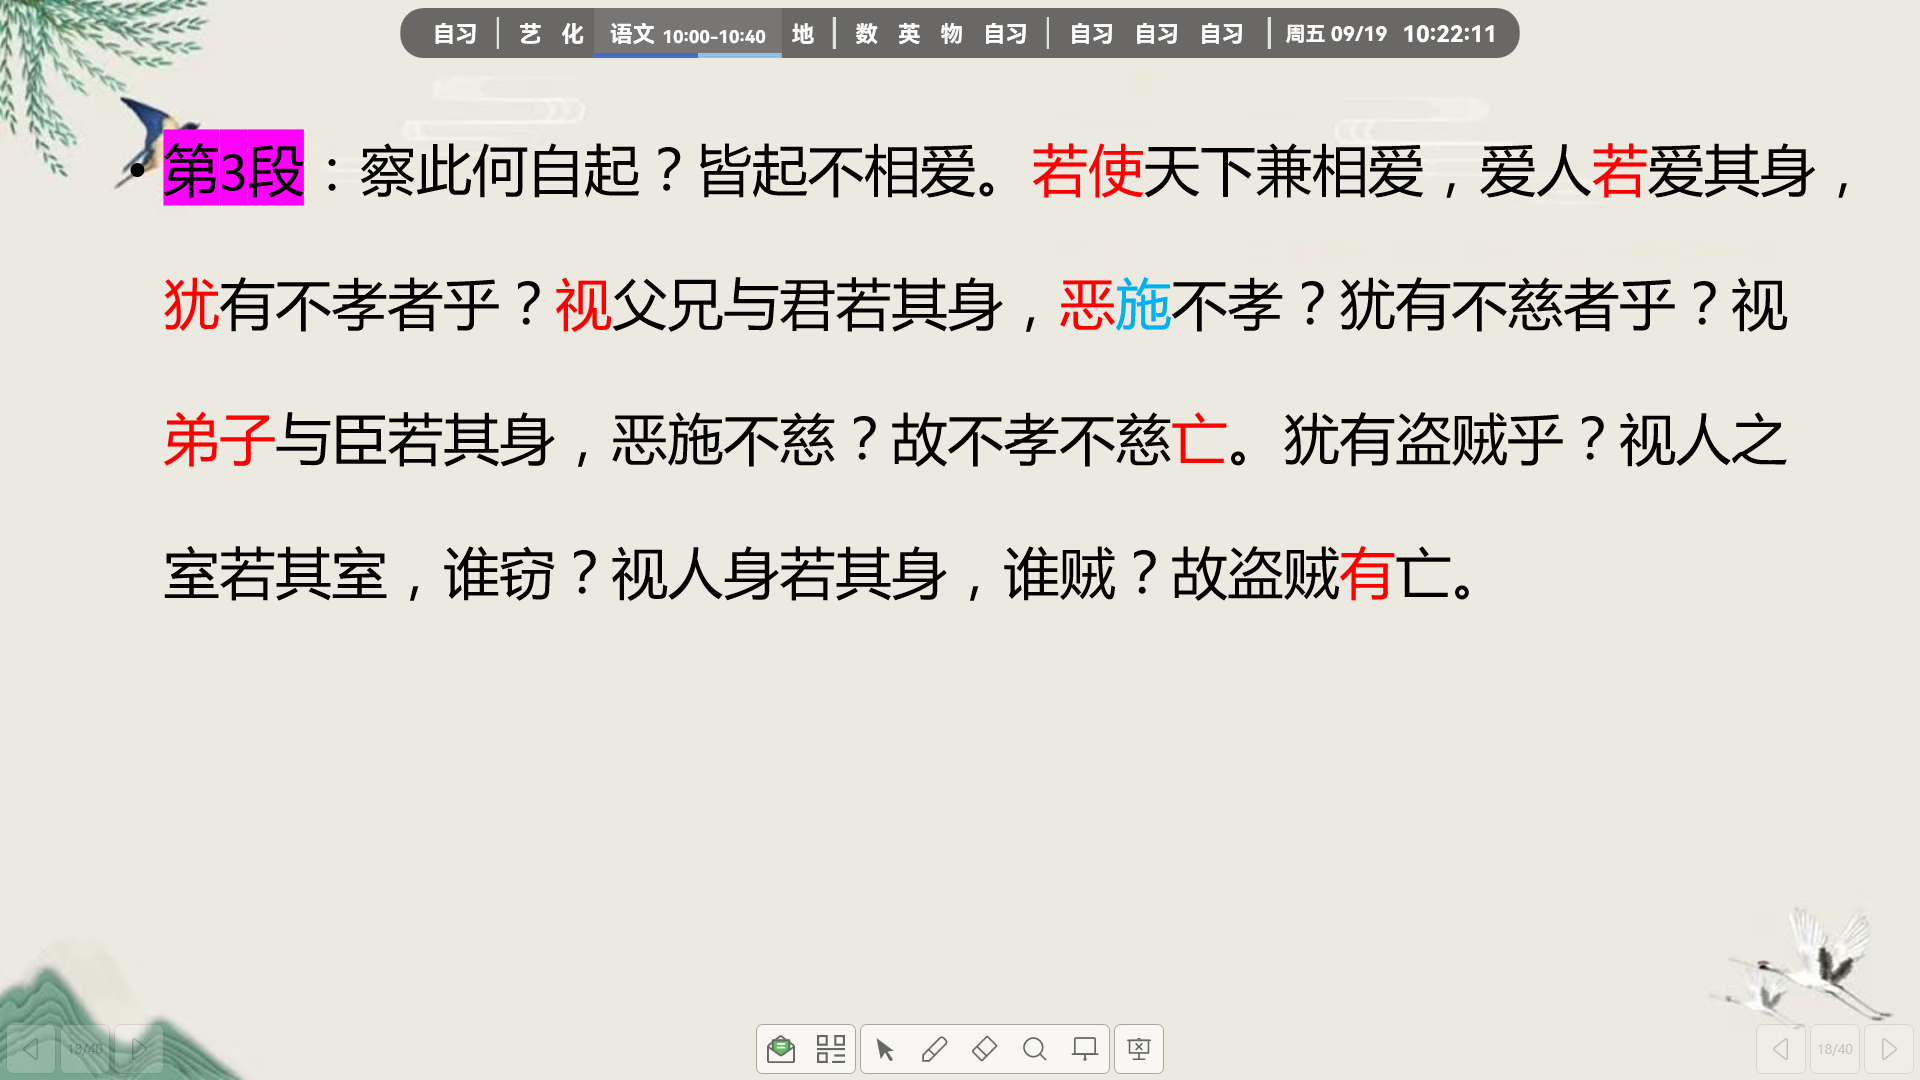 自习 艺 化 语文 10:00-10:40 地 数 英 物 自习 自习 自习 自习 周五 09/19 10:22:11
• 第3段：察此何自起？皆起不相爱。若使天下兼相爱，爱人若爱其身，
犹有不孝者乎？视父兄与君若其身，恶施不孝？犹有不慈者乎？视
弟子与臣若其身，恶施不慈？故不孝不慈亡。犹有盗贼乎？视人之
室若其室，谁窃？视人身若其身，谁贼？故盗贼有亡。
18/40
18/40